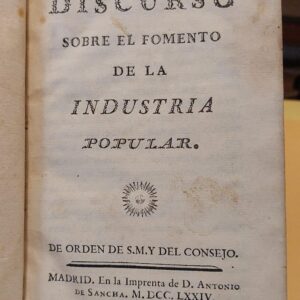 DISCURSO
SOBRE EL FOMENTO
DE LA
INDUSTRIA
POPULAR.
DE ORDEN DE S.M.Y DEL CONSEJO.
MADRID. En la Imprenta de D. ANTONIO
DE SANCHA. M.DCC.LXXIV.